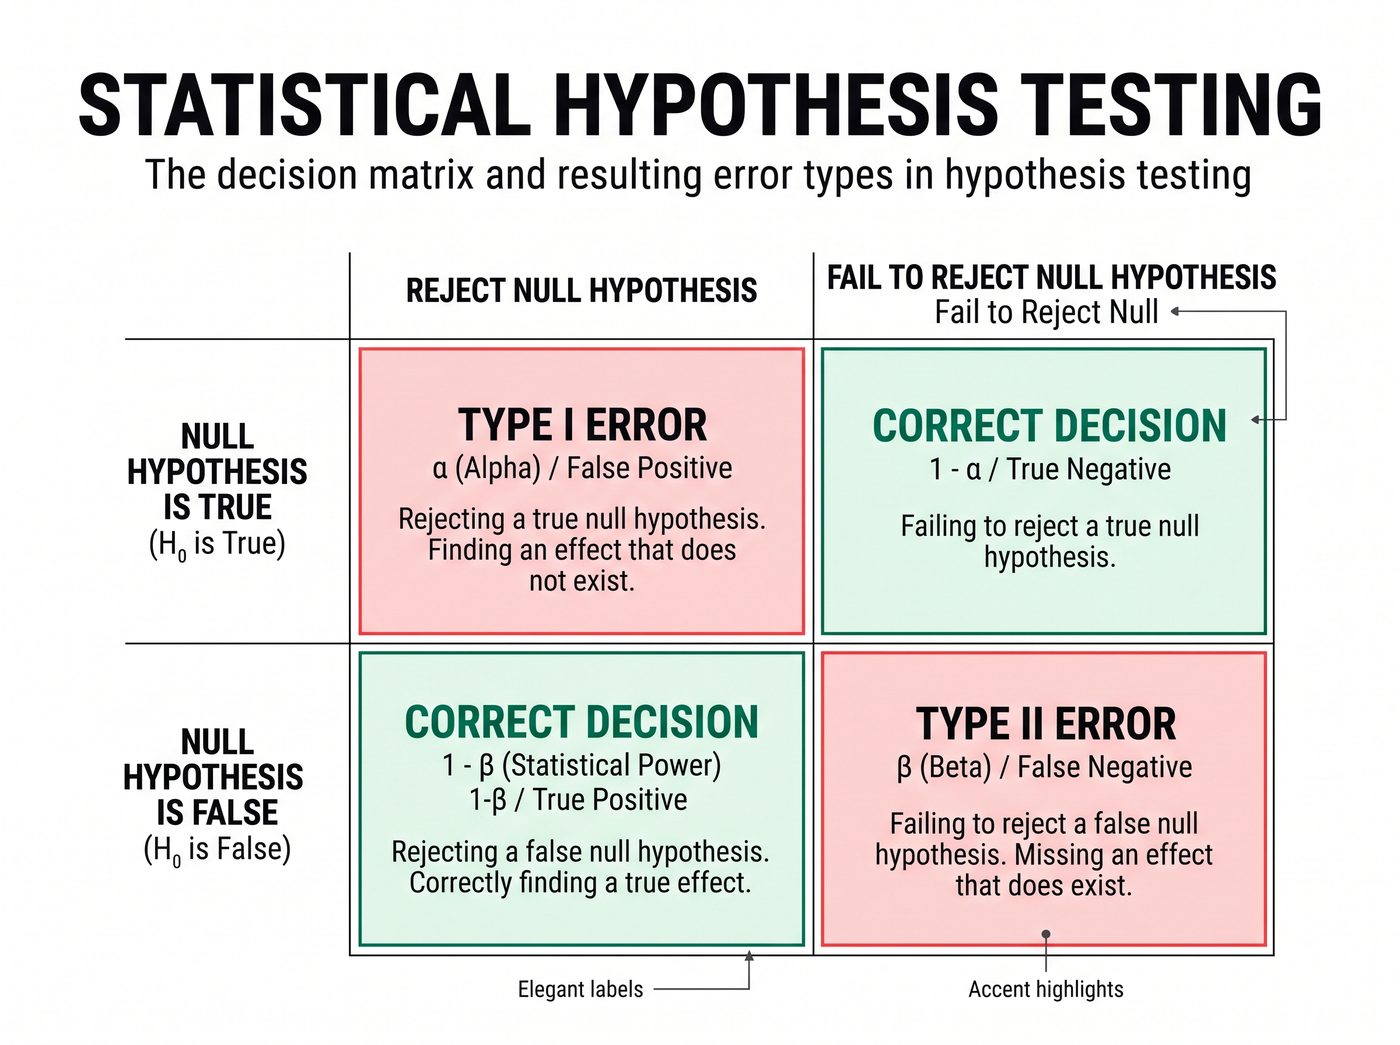 STATISTICAL HYPOTHESIS TESTING
The decision matrix and resulting error types in hypothesis testing
REJECT NULL HYPOTHESIS
FAIL TO REJECT NULL HYPOTHESIS
Fail to Reject Null
NULL
HYPOTHESIS
IS TRUE
(H₀ is True)
TYPE I ERROR
α (Alpha) / False Positive
Rejecting a true null hypothesis.
Finding an effect that does
not exist.
CORRECT DECISION
1 - α / True Negative
Failing to reject a true null
hypothesis.
NULL
HYPOTHESIS
IS FALSE
(H₀ is False)
CORRECT DECISION
1 - β (Statistical Power)
1-β / True Positive
Rejecting a false null hypothesis.
Correctly finding a true effect.
TYPE II ERROR
β (Beta) / False Negative
Failing to reject a false null
hypothesis. Missing an effect
that does exist.
Elegant labels
Accent highlights